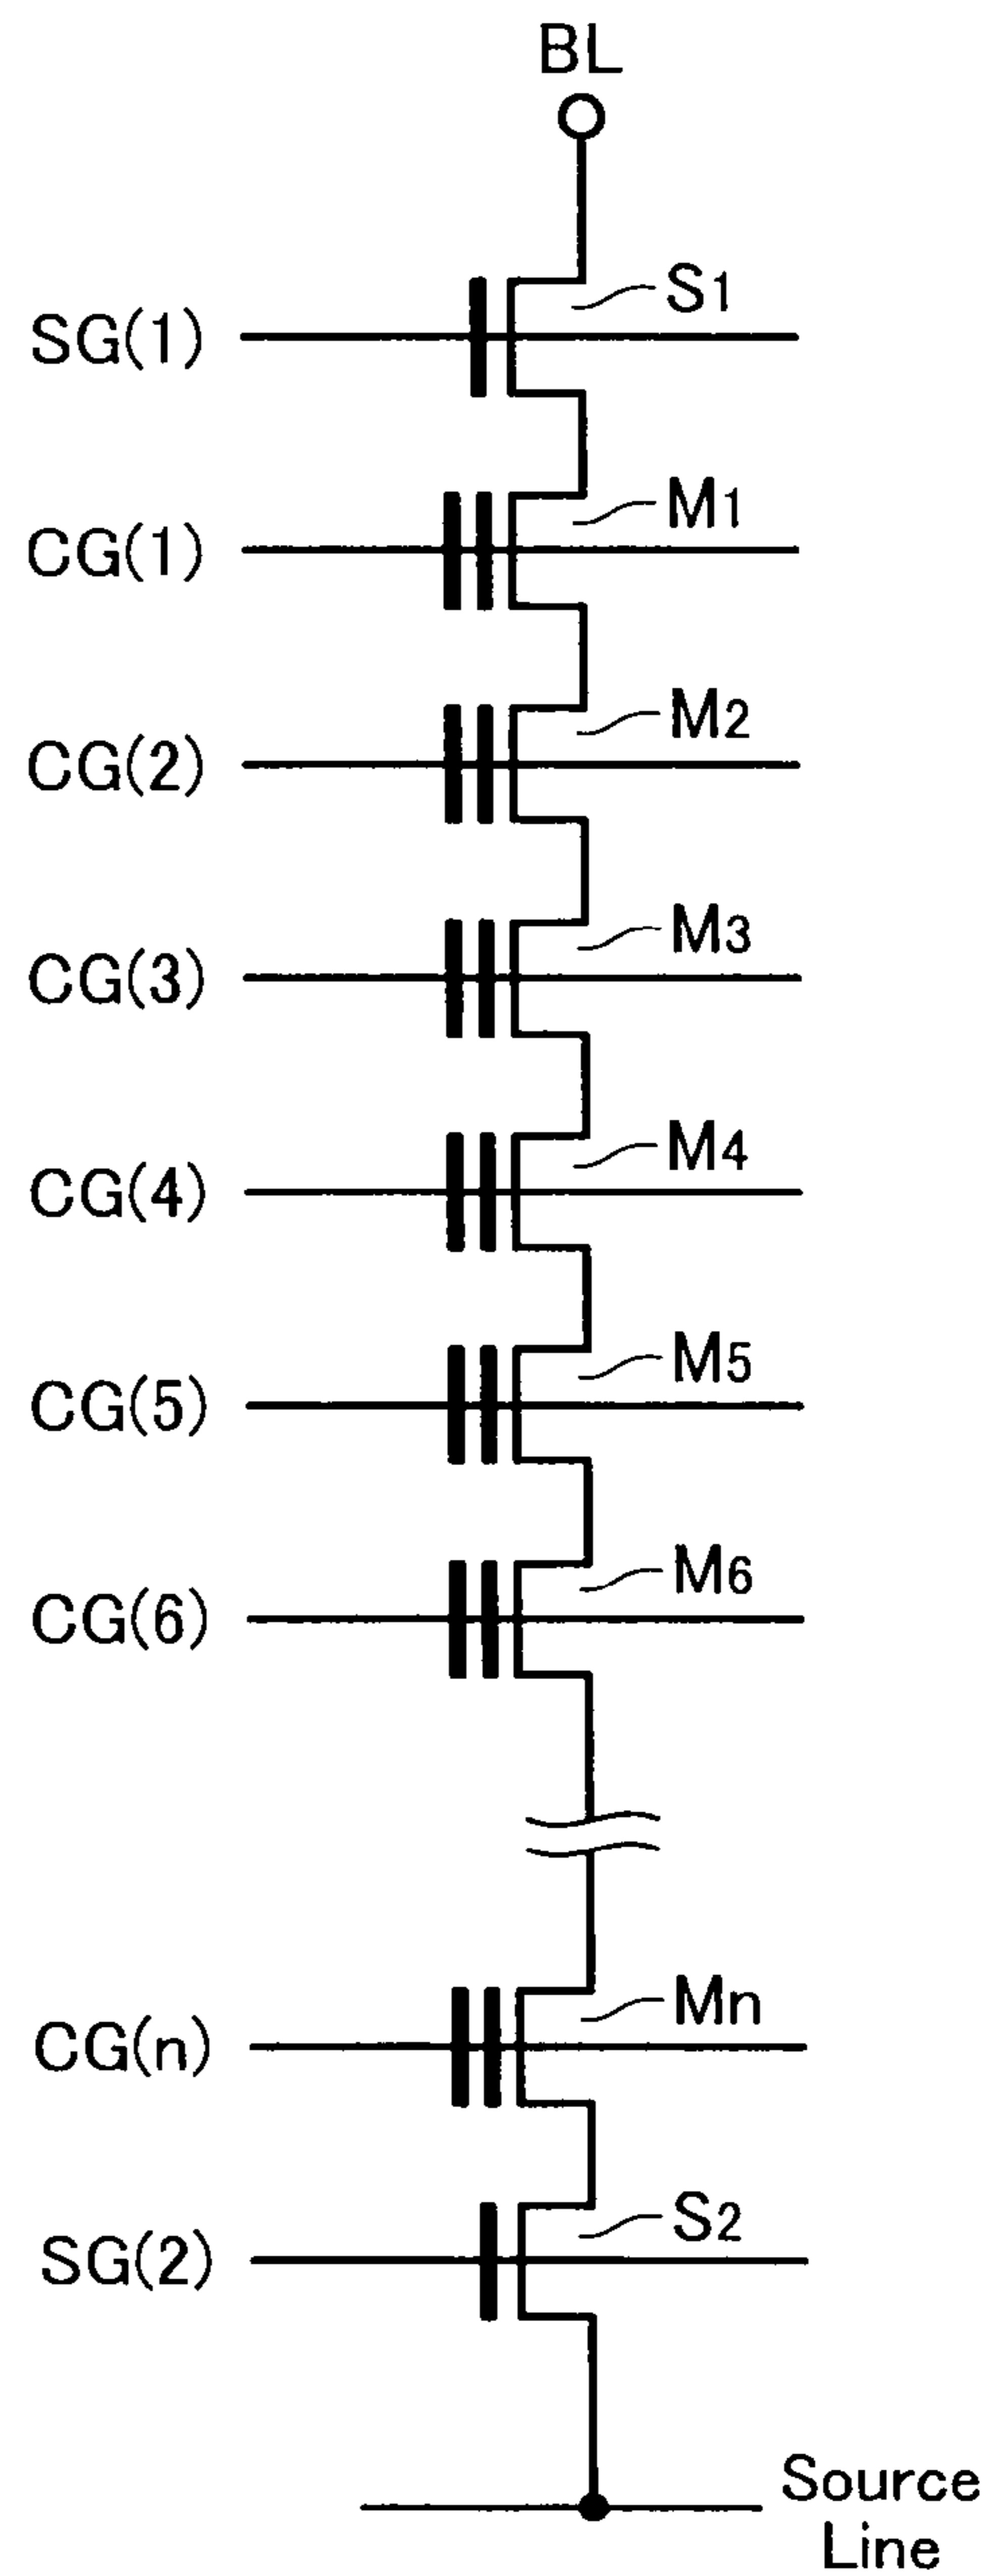 BL
SG(1) S1
CG(1) M1
CG(2) M2
CG(3) M3
CG(4) M4
CG(5) M5
CG(6) M6
CG(n) Mn
SG(2) S2
Source
Line